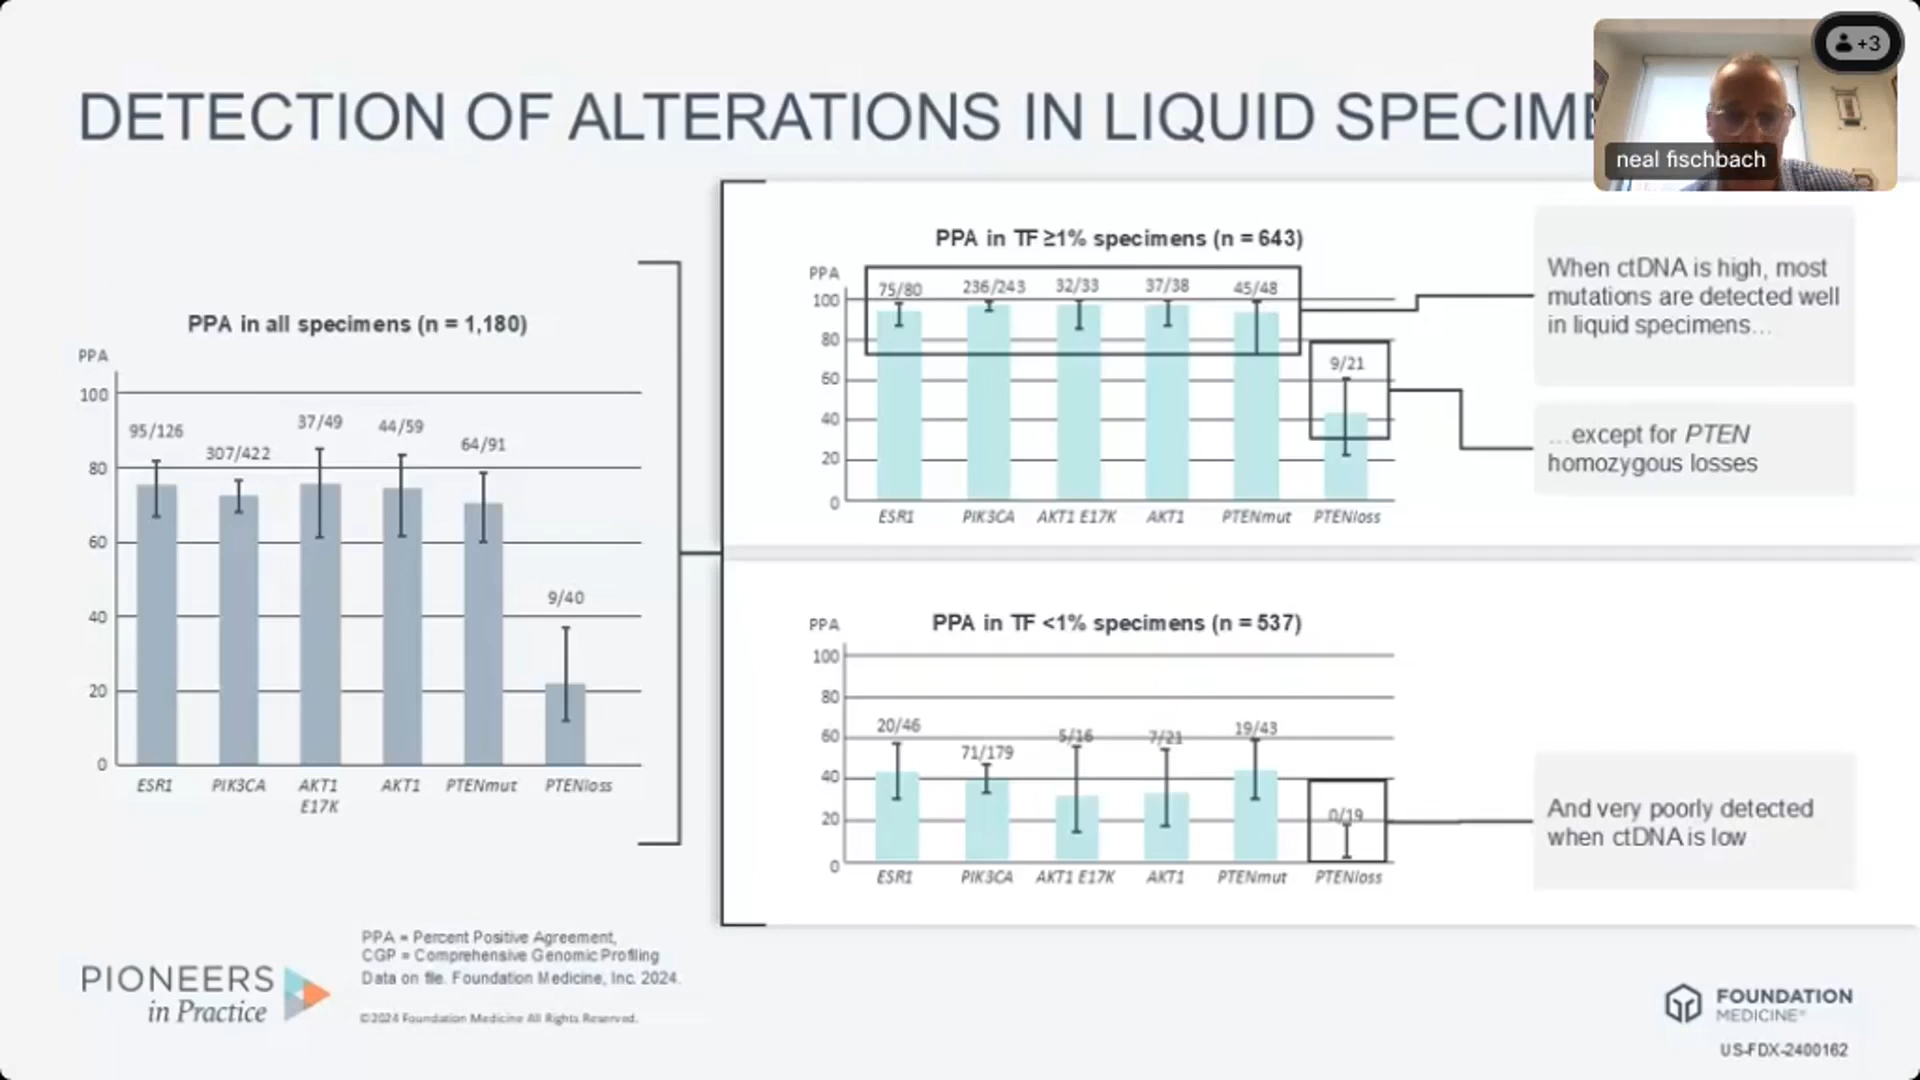 DETECTION OF ALTERATIONS IN LIQUID
+3
neal fischbach
PPA in all specimens (n = 1,180)
PPA
100
80
60
40
20
0
95/126
307/422
37/49
44/59
64/91
9/40
ESR1
PIK3CA
AKT1
E17K
AKT1
PTENmut
PTENloss
PPA in TF ≥1% specimens (n = 643)
PPA
100
80
60
40
20
0
75/80
236/243
32/33
37/38
45/48
9/21
ESR1
PIK3CA
AKT1 E17K
AKT1
PTENmut
PTENloss
When ctDNA is high, most
mutations are detected well
in liquid specimens…
…except for PTEN
homozygous losses
PPA in TF <1% specimens (n = 537)
PPA
100
80
60
40
20
0
20/46
71/179
5/16
7/21
19/43
0/19
ESR1
PIK3CA
AKT1 E17K
AKT1
PTENmut
PTENloss
And very poorly detected
when ctDNA is low
PIONEERS
in Practice
PPA = Percent Positive Agreement,
CGP = Comprehensive Genomic Profiling
Data on file. Foundation Medicine, Inc. 2024.
©2024 Foundation Medicine All Rights Reserved.
FOUNDATION
MEDICINE®
US-FDX-2400162